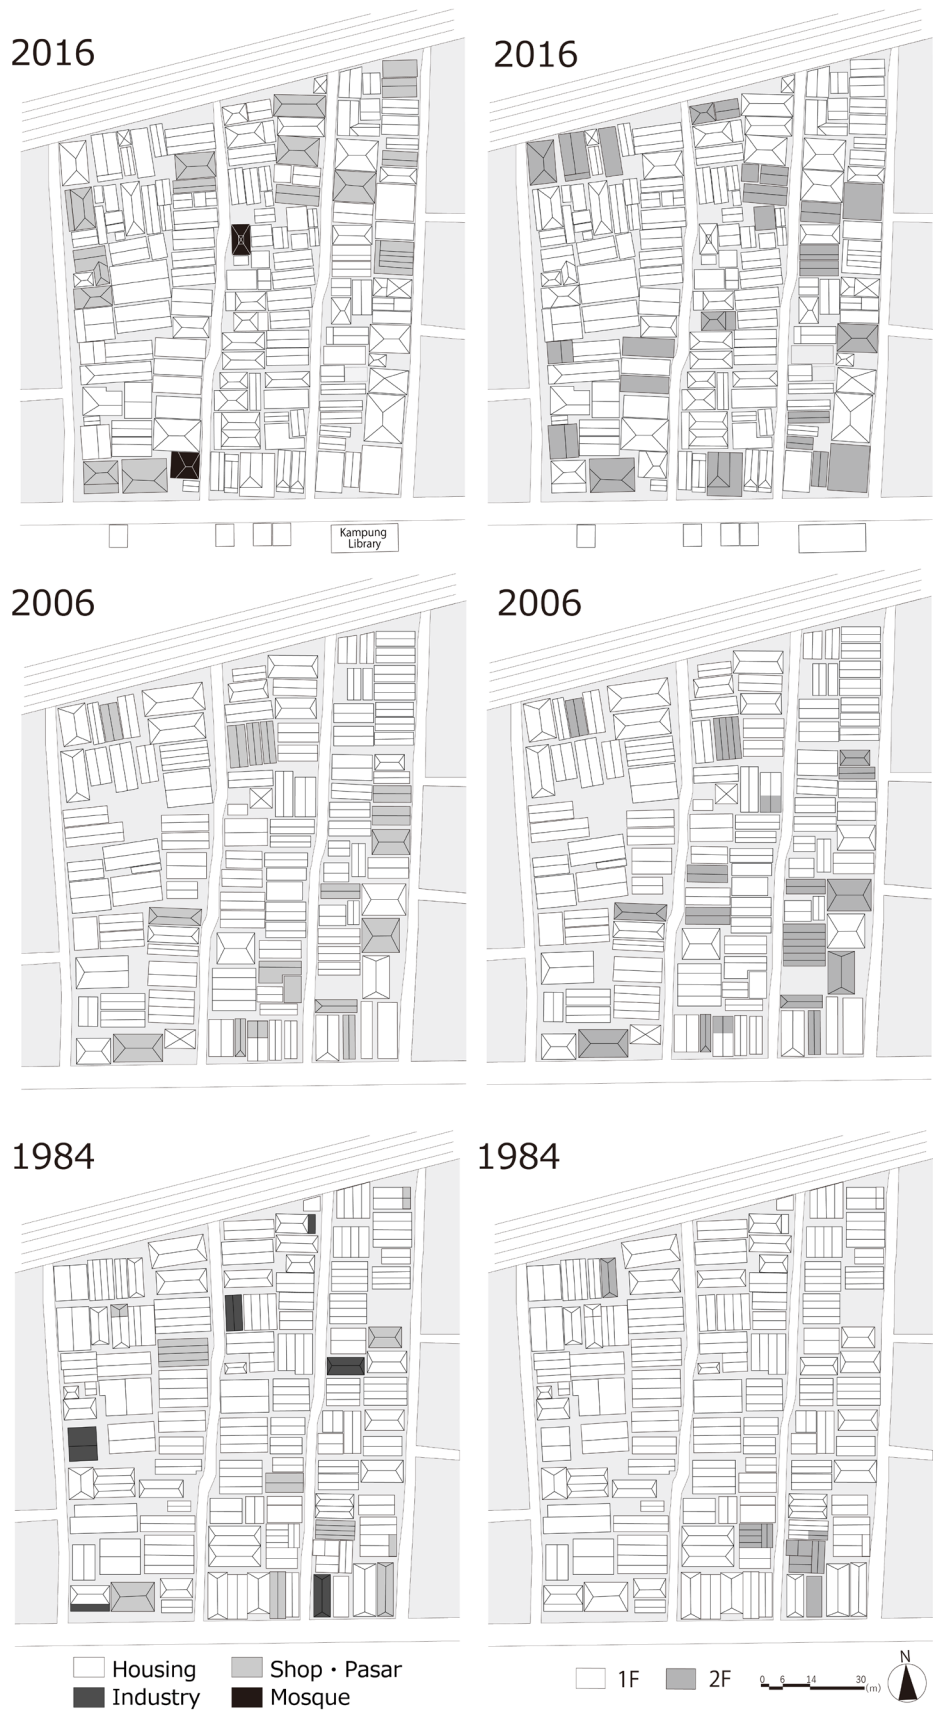 2016
2016
Kampung
Library
2006
2006
1984
1984
Housing
Shop・Pasar
Industry
Mosque
1F
2F
0 6 14 30(m)
N